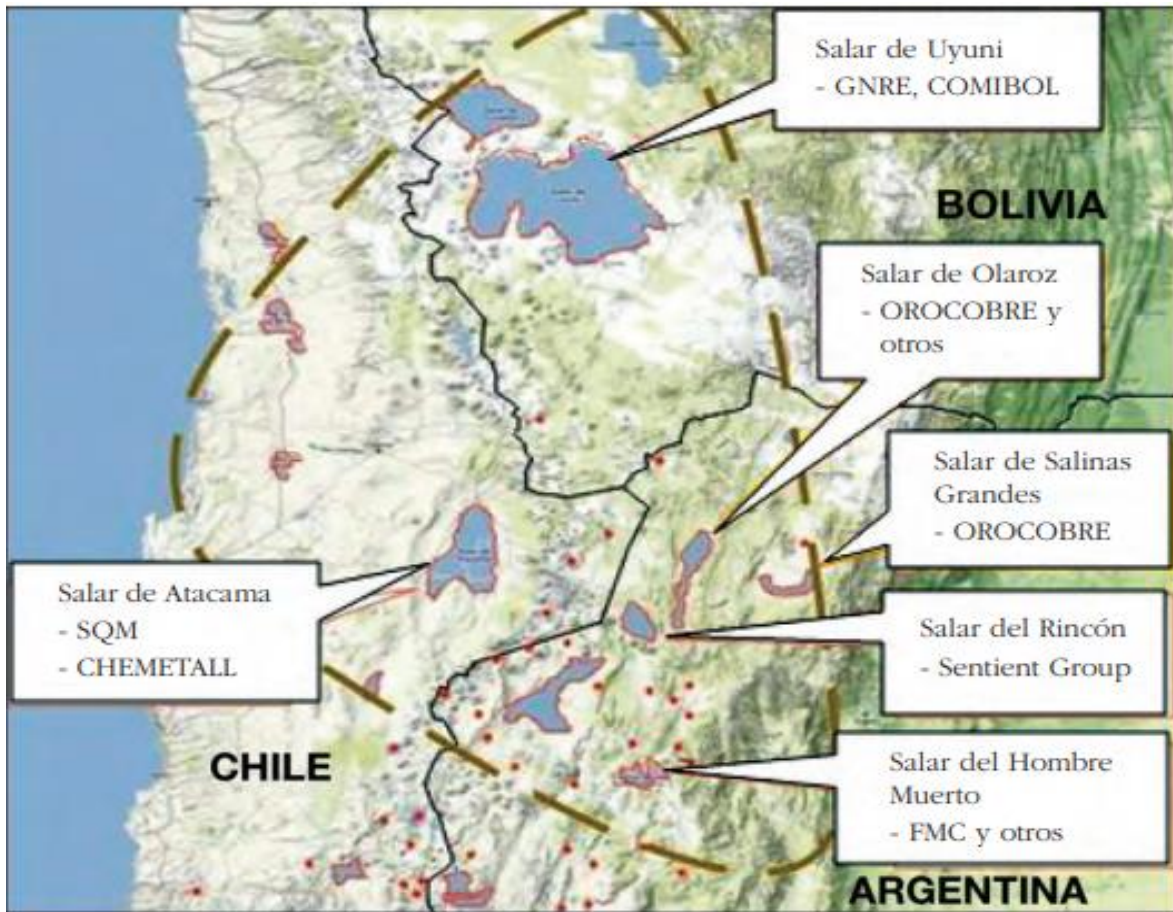 Salar de Uyuni
- GNRE, COMIBOL
BOLIVIA
Salar de Olaroz
- OROCOBRE y
otros
Salar de Salinas
Grandes
- OROCOBRE
Salar de Atacama
- SQM
- CHEMETALL
Salar del Rincón
- Sentient Group
CHILE
Salar del Hombre
Muerto
- FMC y otros
ARGENTINA